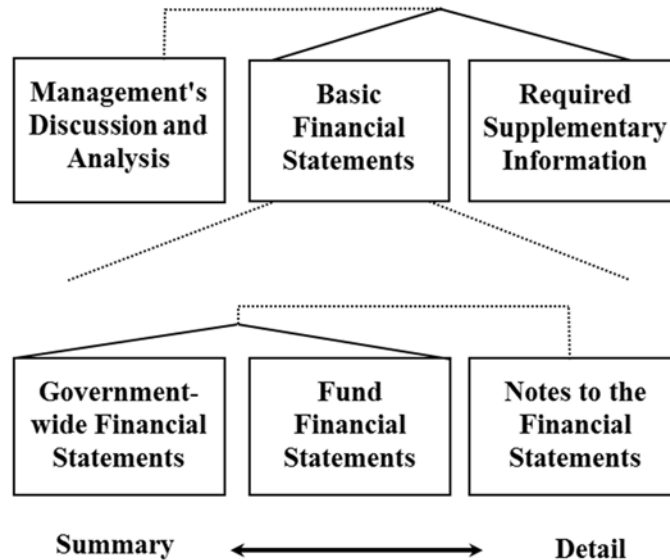 Management's
Discussion and
Analysis
Basic
Financial
Statements
Required
Supplementary
Information
Government-
wide Financial
Statements
Fund
Financial
Statements
Notes to the
Financial
Statements
Summary
Detail